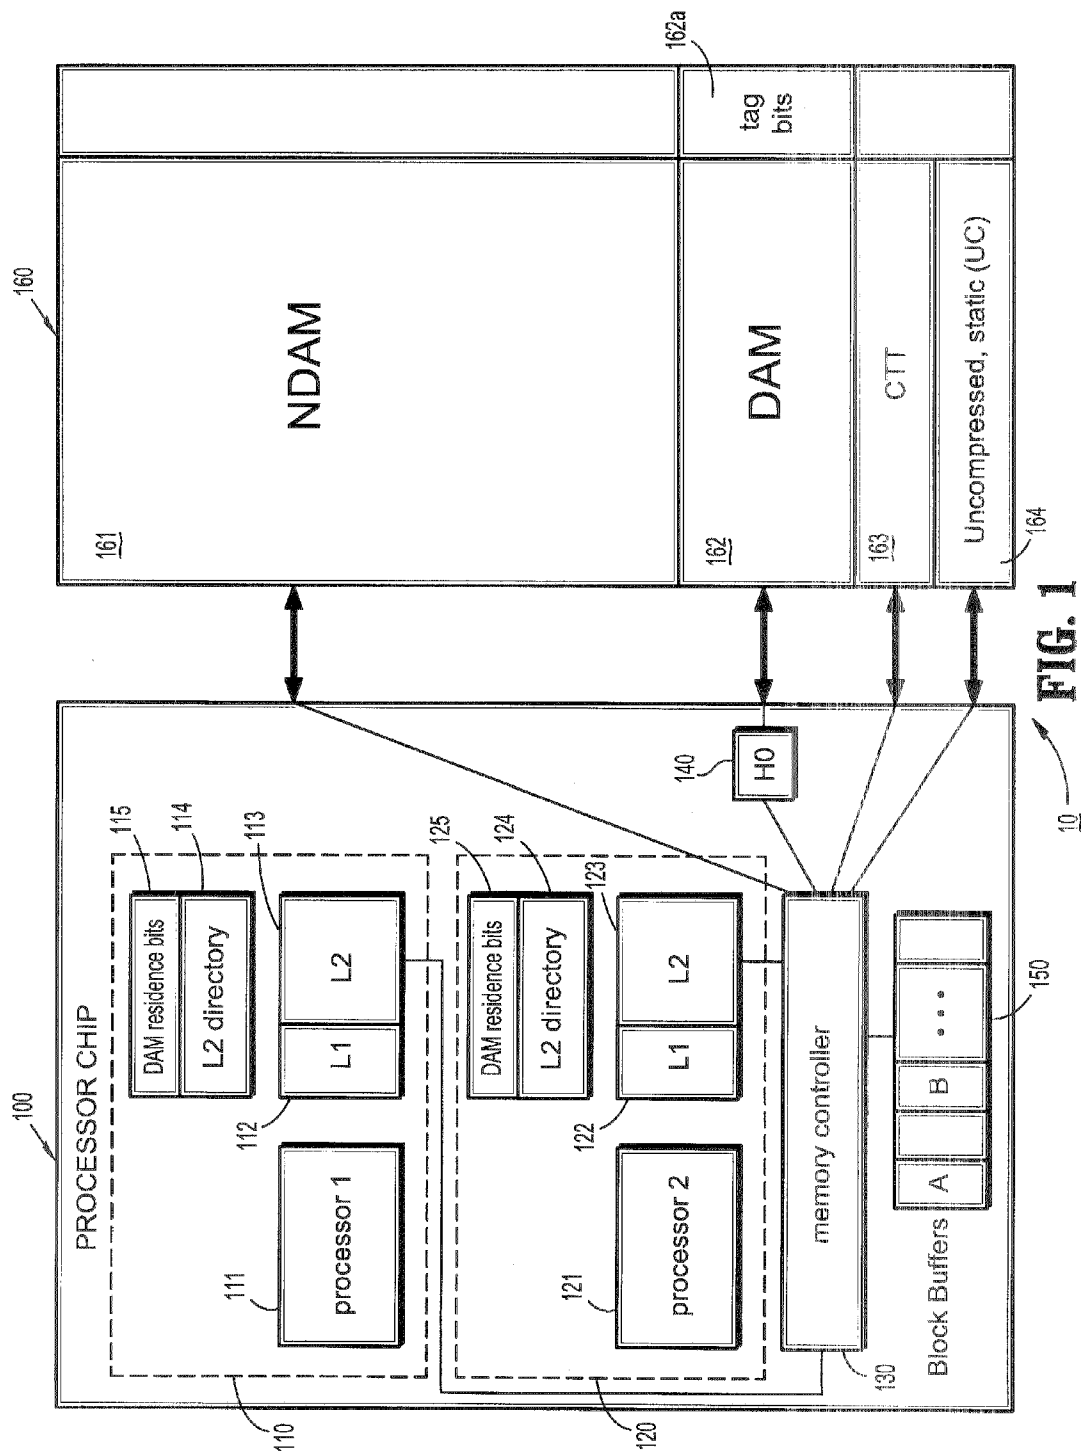 100
PROCESSOR CHIP
110
111
processor 1
112
L1
L2
113
DAM residence bits
115
L2 directory
114
120
121
processor 2
122
L1
L2
123
DAM residence bits
125
L2 directory
124
memory controller
130
HO
140
Block Buffers
A
B
...
150
160
161
NDAM
162
DAM
tag
bits
162a
163
CTT
Uncompressed, static (UC)
164
10
FIG. 1